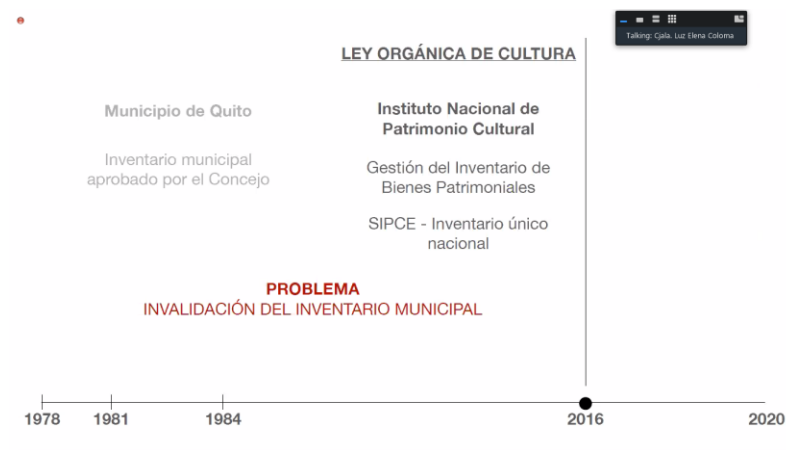 Talking: Cjala. Luz Elena Coloma
LEY ORGÁNICA DE CULTURA
Municipio de Quito
Inventario municipal
aprobado por el Concejo
Instituto Nacional de
Patrimonio Cultural
Gestión del Inventario de
Bienes Patrimoniales
SIPCE - Inventario único
nacional
PROBLEMA
INVALIDACIÓN DEL INVENTARIO MUNICIPAL
1978
1981
1984
2016
2020